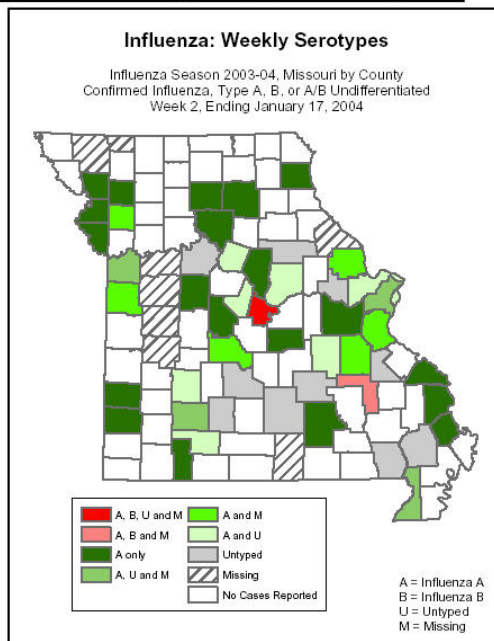 Influenza: Weekly Serotypes
Influenza Season 2003-04, Missouri by County
Confirmed Influenza, Type A, B, or A/B Undifferentiated
Week 2, Ending January 17, 2004
A, B, U and M
A, B and M
A only
A, U and M
A and M
A and U
Untyped
Missing
No Cases Reported
A = Influenza A
B = Influenza B
U = Untyped
M = Missing